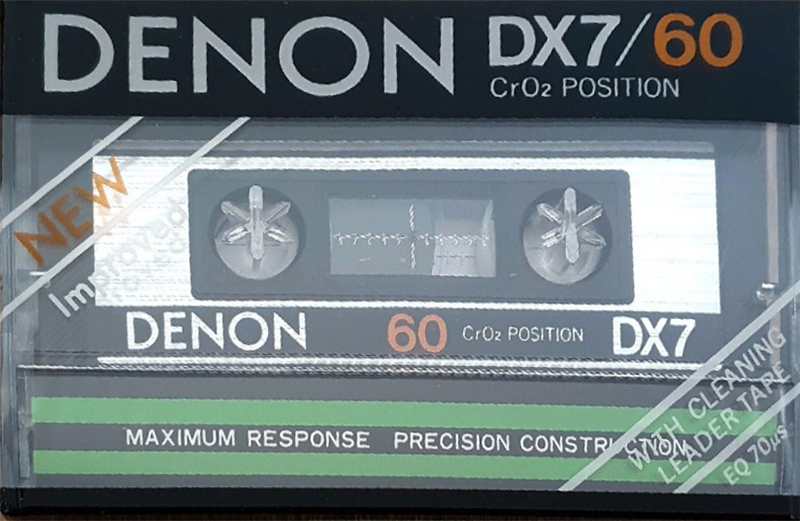 DENON DX7/60
CrO2 POSITION
NEW
Improved
DENON 60 CrO2 POSITION DX7
WITH CLEANING
LEADER TAPE
EQ 70µs
MAXIMUM RESPONSE PRECISION CONSTRUCTION